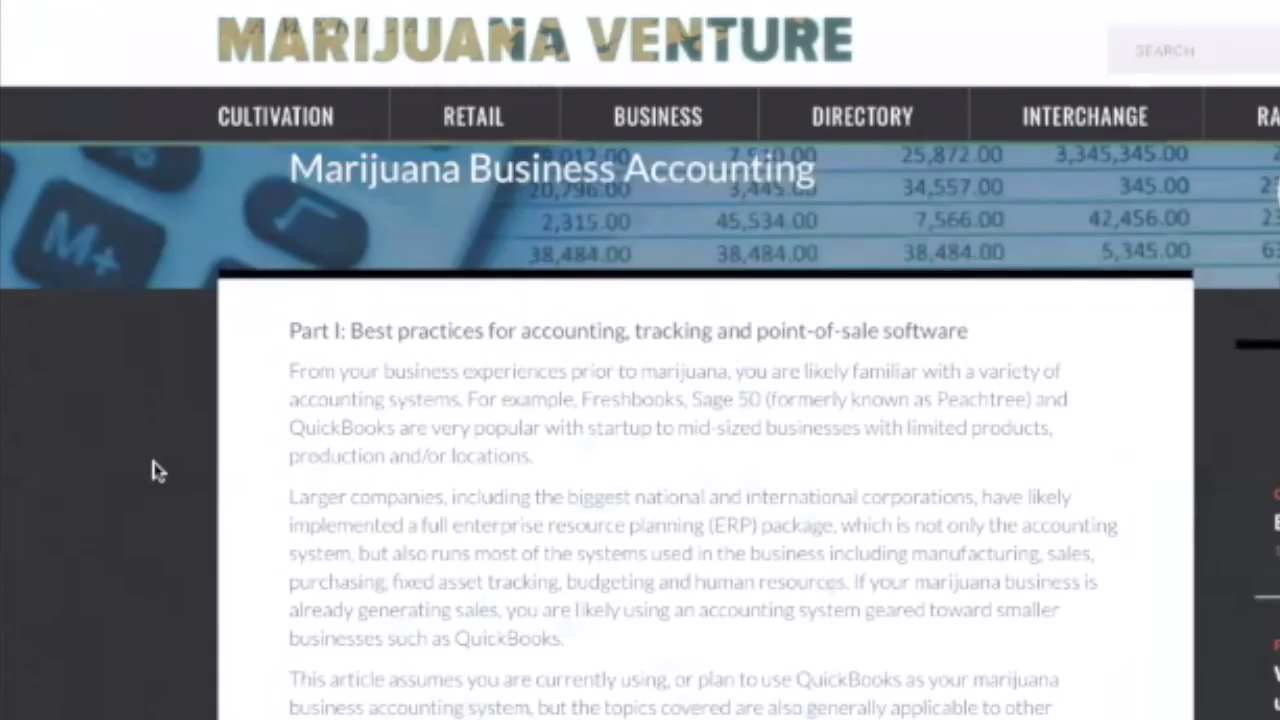 MARIJUANA VENTURE
SEARCH
CULTIVATION RETAIL BUSINESS DIRECTORY INTERCHANGE RA
Marijuana Business Accounting
25,872.00 3,345,345.00
20,796.00 3,445.00 34,557.00 345.00
2,315.00 45,534.00 7,566.00 42,456.00
38,484.00 38,484.00 38,484.00 5,345.00
M+
Part I: Best practices for accounting, tracking and point-of-sale software
From your business experiences prior to marijuana, you are likely familiar with a variety of
accounting systems. For example, Freshbooks, Sage 50 (formerly known as Peachtree) and
QuickBooks are very popular with startup to mid-sized businesses with limited products,
production and/or locations.
Larger companies, including the biggest national and international corporations, have likely
implemented a full enterprise resource planning (ERP) package, which is not only the accounting
system, but also runs most of the systems used in the business including manufacturing, sales,
purchasing, fixed asset tracking, budgeting and human resources. If your marijuana business is
already generating sales, you are likely using an accounting system geared toward smaller
businesses such as QuickBooks.
This article assumes you are currently using, or plan to use QuickBooks as your marijuana
business accounting system, but the topics covered are also generally applicable to other